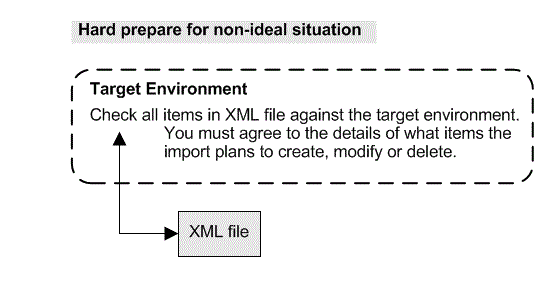 Hard prepare for non-ideal situation
Target Environment
Check all items in XML file against the target environment.
You must agree to the details of what items the
import plans to create, modify or delete.
XML file